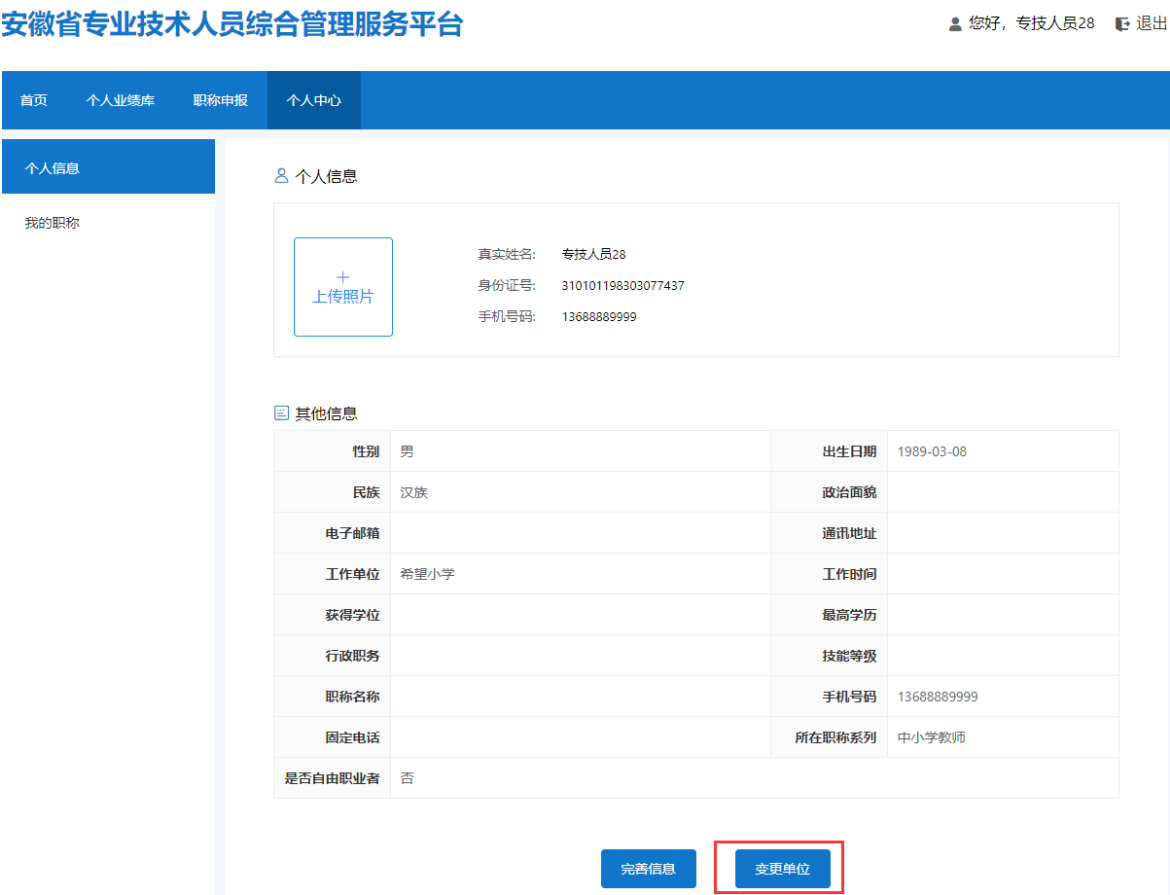 安徽省专业技术人员综合管理服务平台
您好，专技人员28 退出
首页 个人业绩库 职称申报 个人中心
个人信息
我的职称
个人信息
上传照片
真实姓名: 专技人员28
身份证号: 310101198303077437
手机号码: 13688889999
其他信息
性别 男 出生日期 1989-03-08
民族 汉族 政治面貌
电子邮箱 通讯地址
工作单位 希望小学 工作时间
获得学位 最高学历
行政职务 技能等级
职称名称 手机号码 13688889999
固定电话 所在职称系列 中小学教师
是否自由职业者 否
完善信息 变更单位